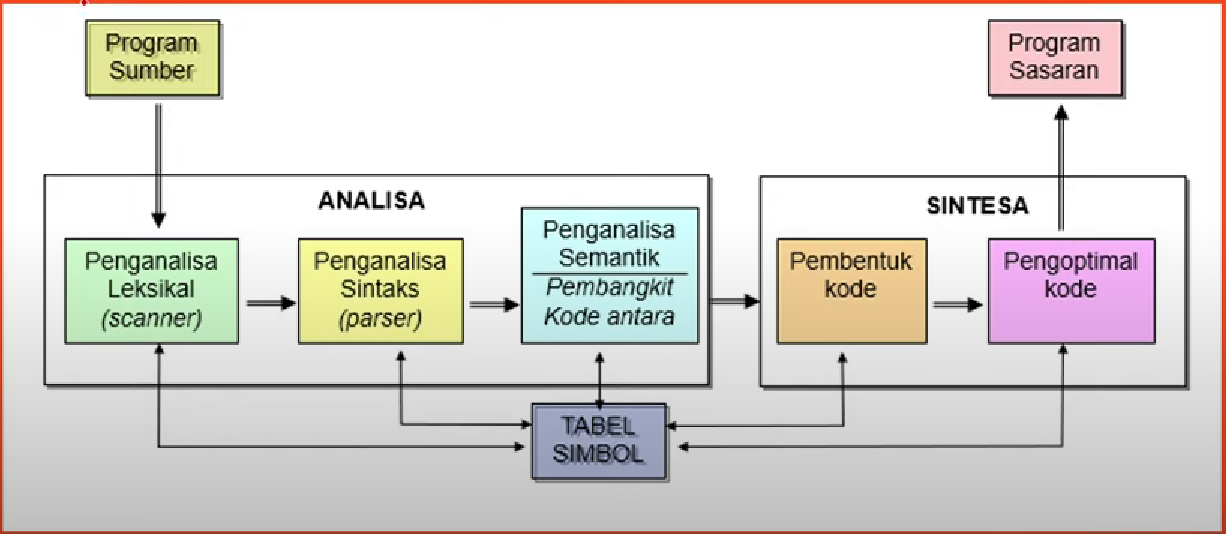 Program
Sumber
Program
Sasaran
ANALISA
SINTESA
Penganalisa
Leksikal
(scanner)
Penganalisa
Sintaks
(parser)
Penganalisa
Semantik
Pembangkit
Kode antara
Pembentuk
kode
Pengoptimal
kode
TABEL
SIMBOL